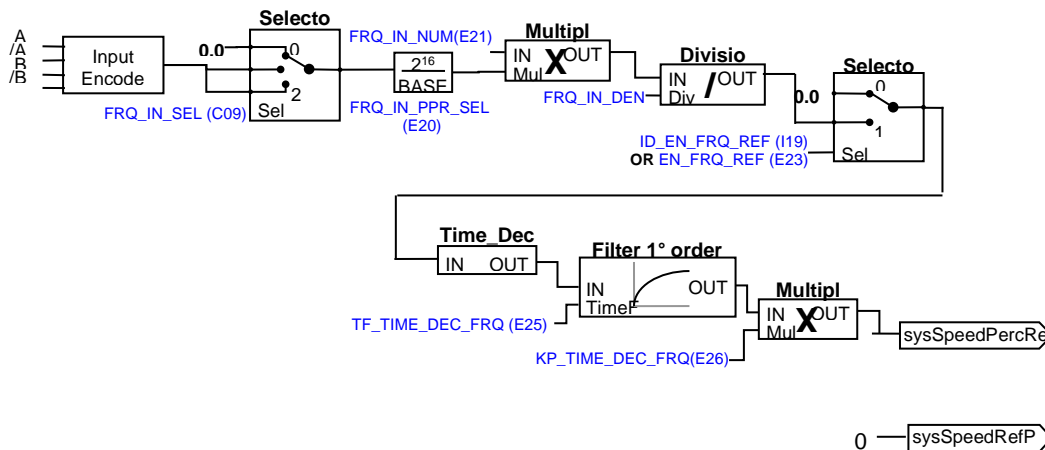 Selecto
A
/A
B
/B
Input
Encode
0.0
0
2
Sel
FRQ_IN_SEL (C09)
FRQ_IN_NUM(E21)
2^16
BASE
FRQ_IN_PPR_SEL
(E20)
Multipl
IN
X
OUT
Mul
Divisio
IN
/
OUT
Div
FRQ_IN_DEN
Selecto
0.0
0
1
Sel
ID_EN_FRQ_REF (I19)
OR EN_FRQ_REF (E23)
Time_Dec
IN OUT
Filter 1° order
IN
OUT
TimeF
TF_TIME_DEC_FRQ (E25)
Multipl
IN
X
OUT
Mul
KP_TIME_DEC_FRQ(E26)
sysSpeedPercRe
0
sysSpeedRefP